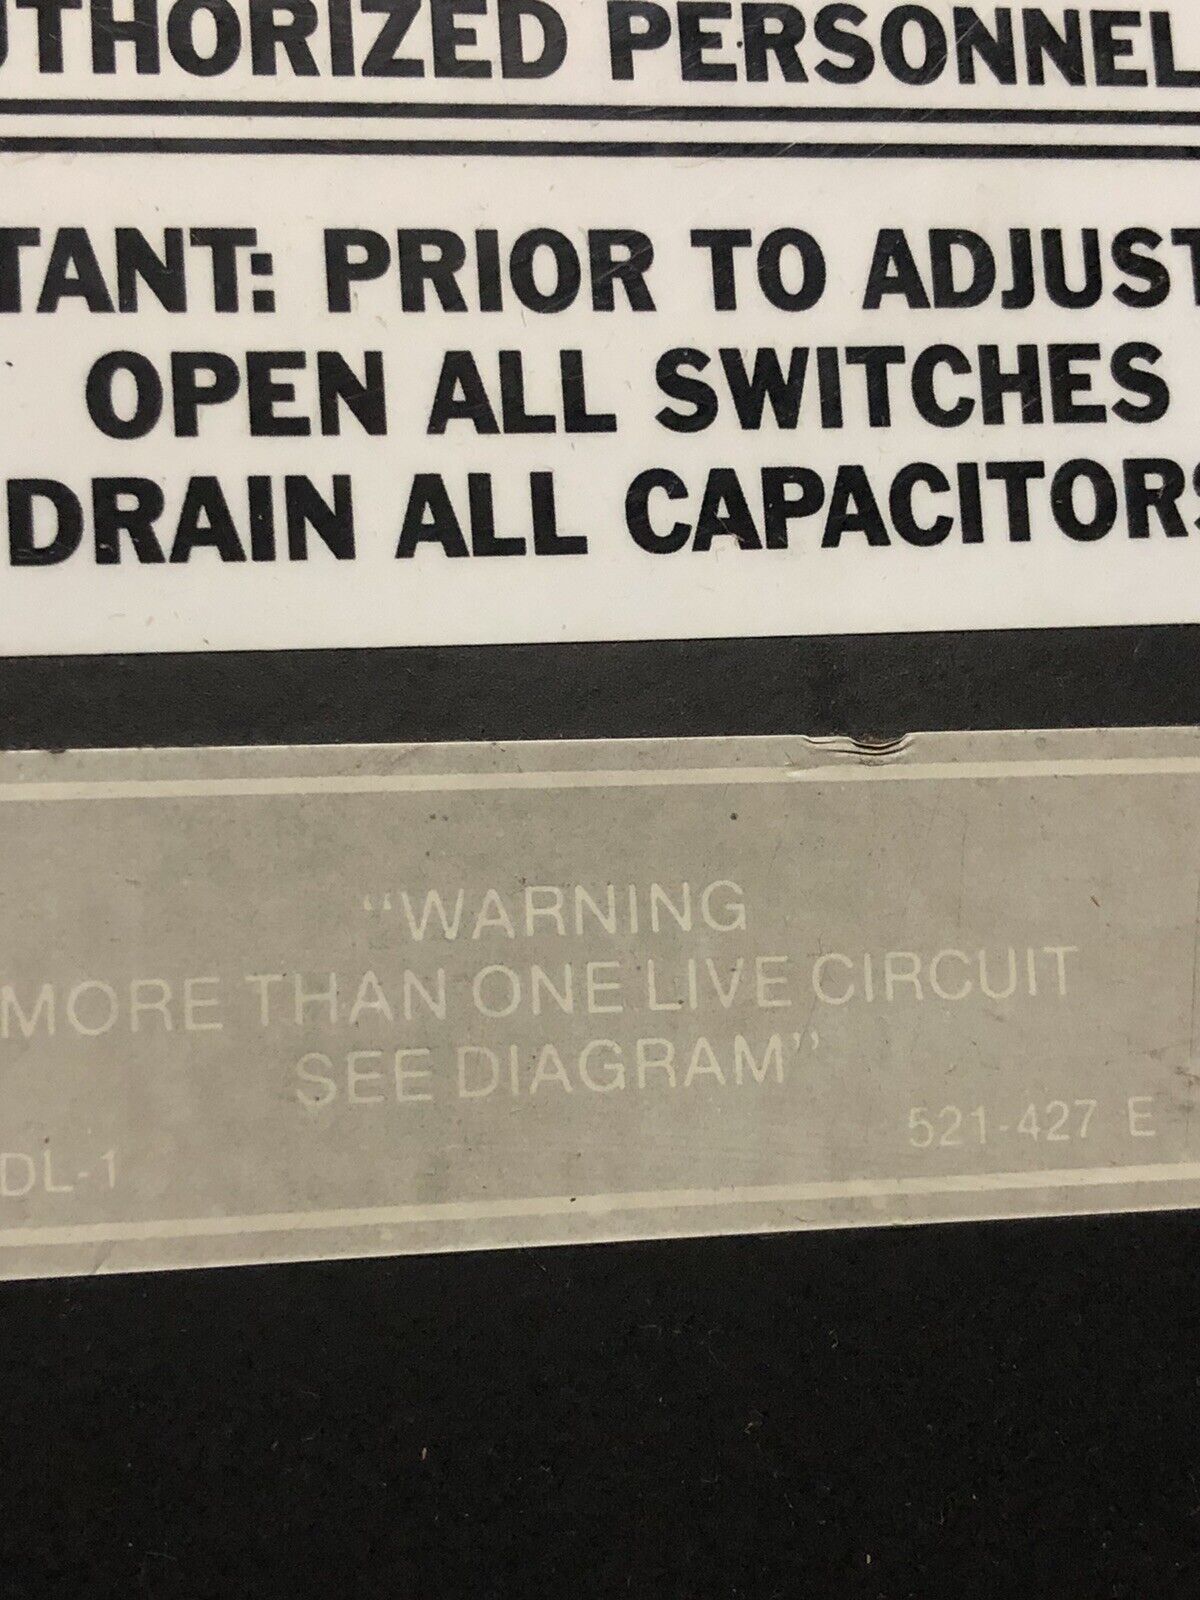 UTHORIZED PERSONNEL
TANT: PRIOR TO ADJUST
OPEN ALL SWITCHES
DRAIN ALL CAPACITORS
"WARNING
MORE THAN ONE LIVE CIRCUIT
SEE DIAGRAM"
DL-1 521-427 E